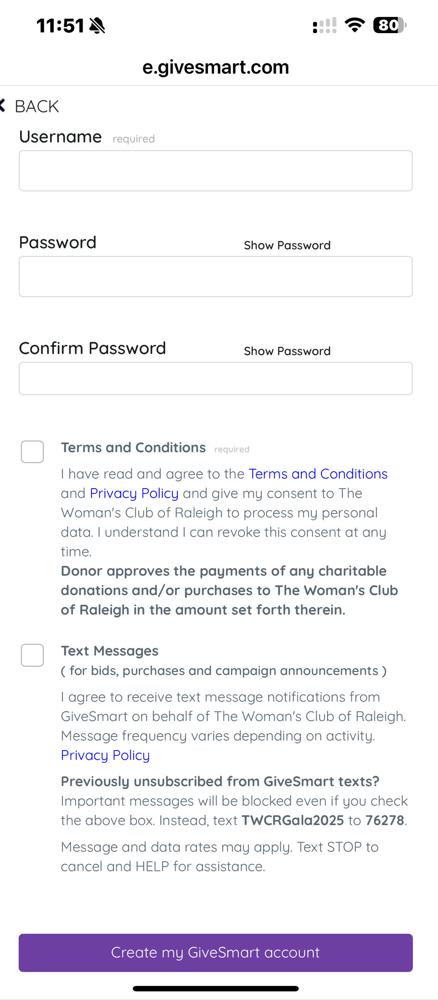 11:51
80
e.givesmart.com
BACK
Username required
Password Show Password
Confirm Password Show Password
Terms and Conditions required
I have read and agree to the Terms and Conditions
and Privacy Policy and give my consent to The
Woman's Club of Raleigh to process my personal
data. I understand I can revoke this consent at any
time.
Donor approves the payments of any charitable
donations and/or purchases to The Woman's Club
of Raleigh in the amount set forth therein.
Text Messages
( for bids, purchases and campaign announcements )
I agree to receive text message notifications from
GiveSmart on behalf of The Woman's Club of Raleigh.
Message frequency varies depending on activity.
Privacy Policy
Previously unsubscribed from GiveSmart texts?
Important messages will be blocked even if you check
the above box. Instead, text TWCRGala2025 to 76278.
Message and data rates may apply. Text STOP to
cancel and HELP for assistance.
Create my GiveSmart account